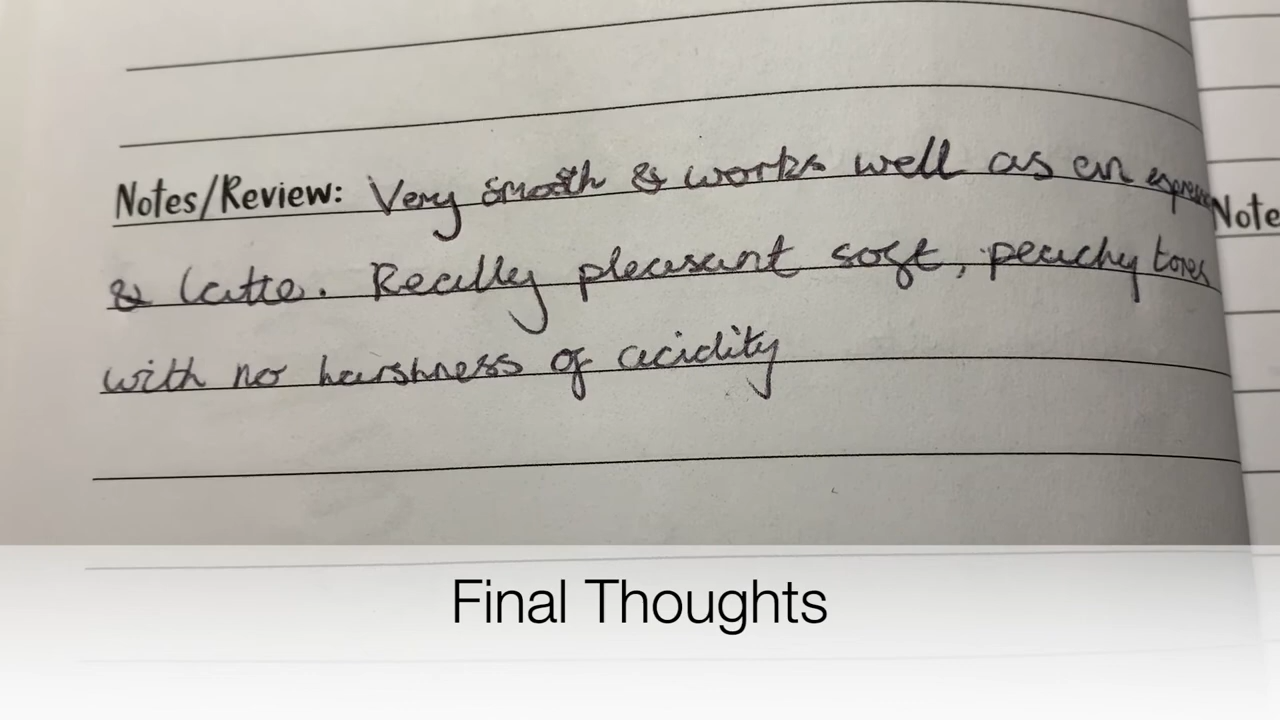 Notes/Review: Very smooth & works well as an espresso
Note
& latte. Really pleasant soft, peachy tones
with no harshness of acidity
Final Thoughts